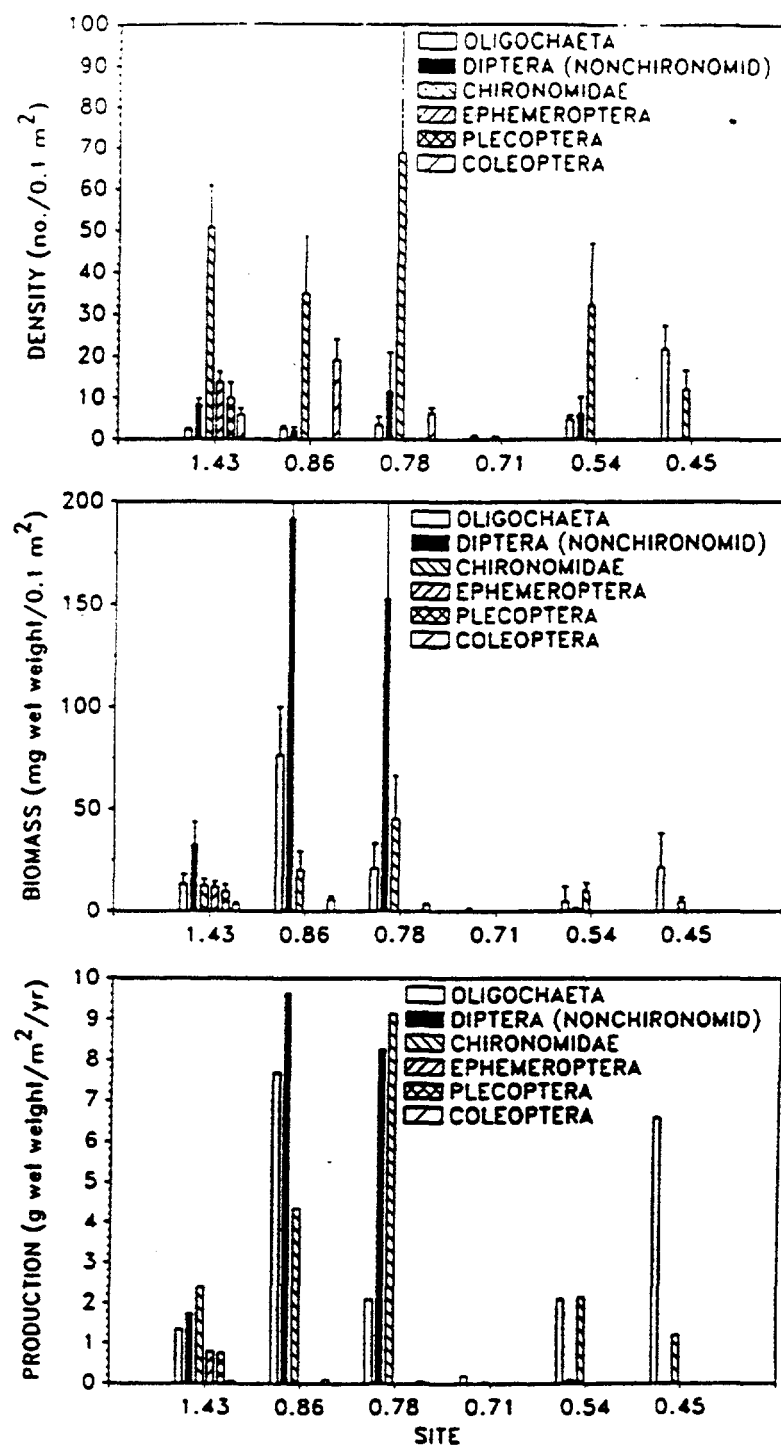 100
90
80
70
60
50
40
30
20
10
0
DENSITY (no./0.1 m²)
OLIGOCHAETA
DIPTERA (NONCHIRONOMID)
CHIRONOMIDAE
EPHEMEROPTERA
PLECOPTERA
COLEOPTERA
1.43 0.86 0.78 0.71 0.54 0.45
200
150
100
50
0
BIOMASS (mg wet weight/0.1 m²)
OLIGOCHAETA
DIPTERA (NONCHIRONOMID)
CHIRONOMIDAE
EPHEMEROPTERA
PLECOPTERA
COLEOPTERA
1.43 0.86 0.78 0.71 0.54 0.45
10
9
8
7
6
5
4
3
2
1
0
PRODUCTION (g wet weight/m²/yr)
OLIGOCHAETA
DIPTERA (NONCHIRONOMID)
CHIRONOMIDAE
EPHEMEROPTERA
PLECOPTERA
COLEOPTERA
1.43 0.86 0.78 0.71 0.54 0.45
SITE